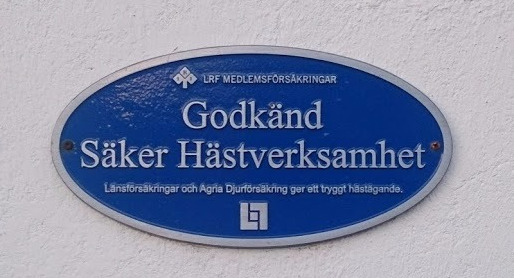 LRF MEDLEMSFÖRSÄKRINGAR
Godkänd
Säker Hästverksamhet
Länsförsäkringar och Agria Djurförsäkring ger ett tryggt hästägande.